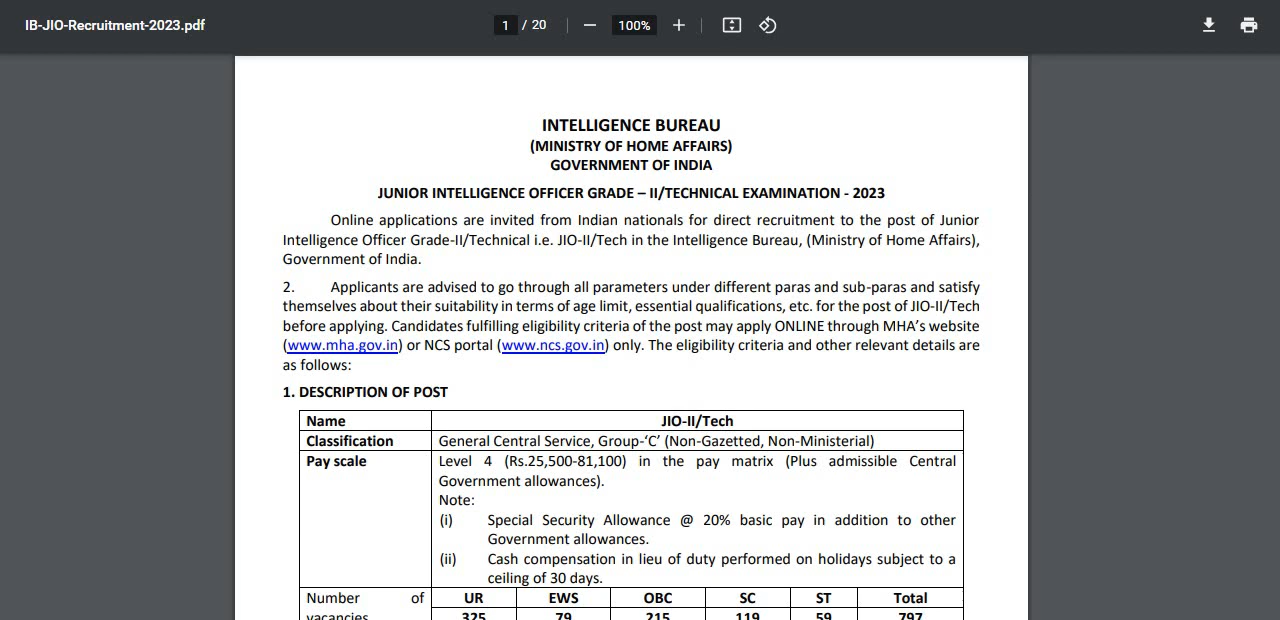 IB-JIO-Recruitment-2023.pdf
1 / 20
100%
INTELLIGENCE BUREAU
(MINISTRY OF HOME AFFAIRS)
GOVERNMENT OF INDIA
JUNIOR INTELLIGENCE OFFICER GRADE – II/TECHNICAL EXAMINATION - 2023
Online applications are invited from Indian nationals for direct recruitment to the post of Junior
Intelligence Officer Grade-II/Technical i.e. JIO-II/Tech in the Intelligence Bureau, (Ministry of Home Affairs),
Government of India.
2. Applicants are advised to go through all parameters under different paras and sub-paras and satisfy
themselves about their suitability in terms of age limit, essential qualifications, etc. for the post of JIO-II/Tech
before applying. Candidates fulfilling eligibility criteria of the post may apply ONLINE through MHA’s website
(www.mha.gov.in) or NCS portal (www.ncs.gov.in) only. The eligibility criteria and other relevant details are
as follows:
1. DESCRIPTION OF POST
Name JIO-II/Tech
Classification General Central Service, Group-‘C’ (Non-Gazetted, Non-Ministerial)
Pay scale Level 4 (Rs.25,500-81,100) in the pay matrix (Plus admissible Central
Government allowances).
Note:
(i) Special Security Allowance @ 20% basic pay in addition to other
Government allowances.
(ii) Cash compensation in lieu of duty performed on holidays subject to a
ceiling of 30 days.
Number of UR EWS OBC SC ST Total
vacancies 325 79 215 119 59 797